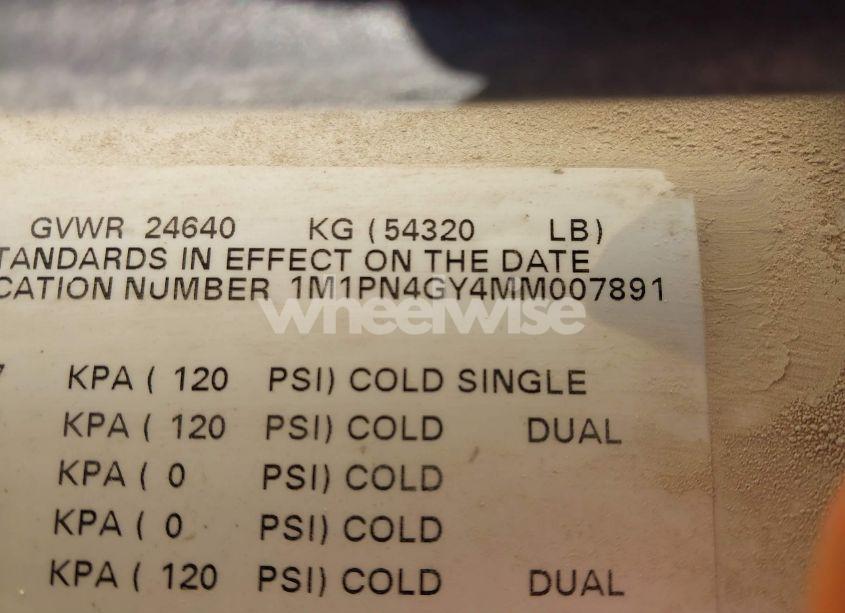 GVWR 24640 KG (54320 LB)
TANDARDS IN EFFECT ON THE DATE
CATION NUMBER 1M1PN4GY4MM007891
wheelwise
7 KPA ( 120 PSI) COLD SINGLE
KPA ( 120 PSI) COLD DUAL
KPA ( 0 PSI) COLD
KPA ( 0 PSI) COLD
KPA ( 120 PSI) COLD DUAL